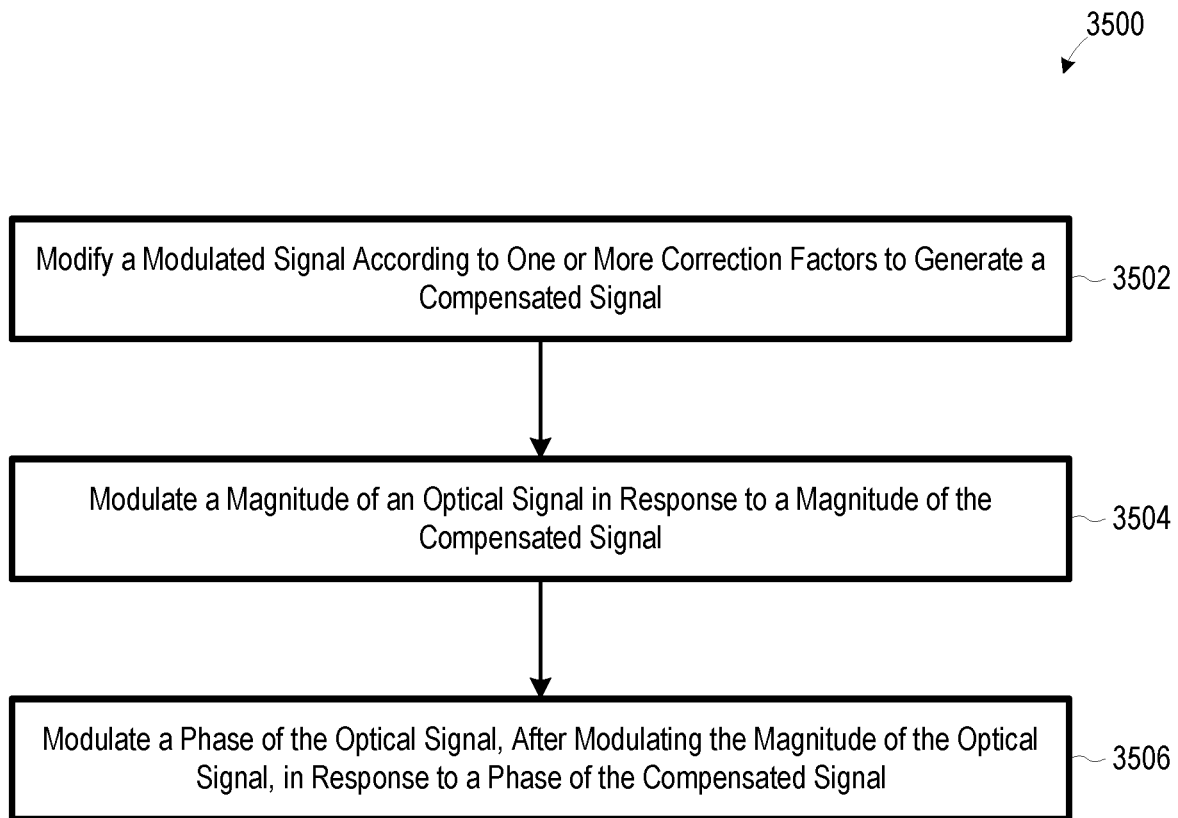 3500
Modify a Modulated Signal According to One or More Correction Factors to Generate a
Compensated Signal
3502
Modulate a Magnitude of an Optical Signal in Response to a Magnitude of the
Compensated Signal
3504
Modulate a Phase of the Optical Signal, After Modulating the Magnitude of the Optical
Signal, in Response to a Phase of the Compensated Signal
3506